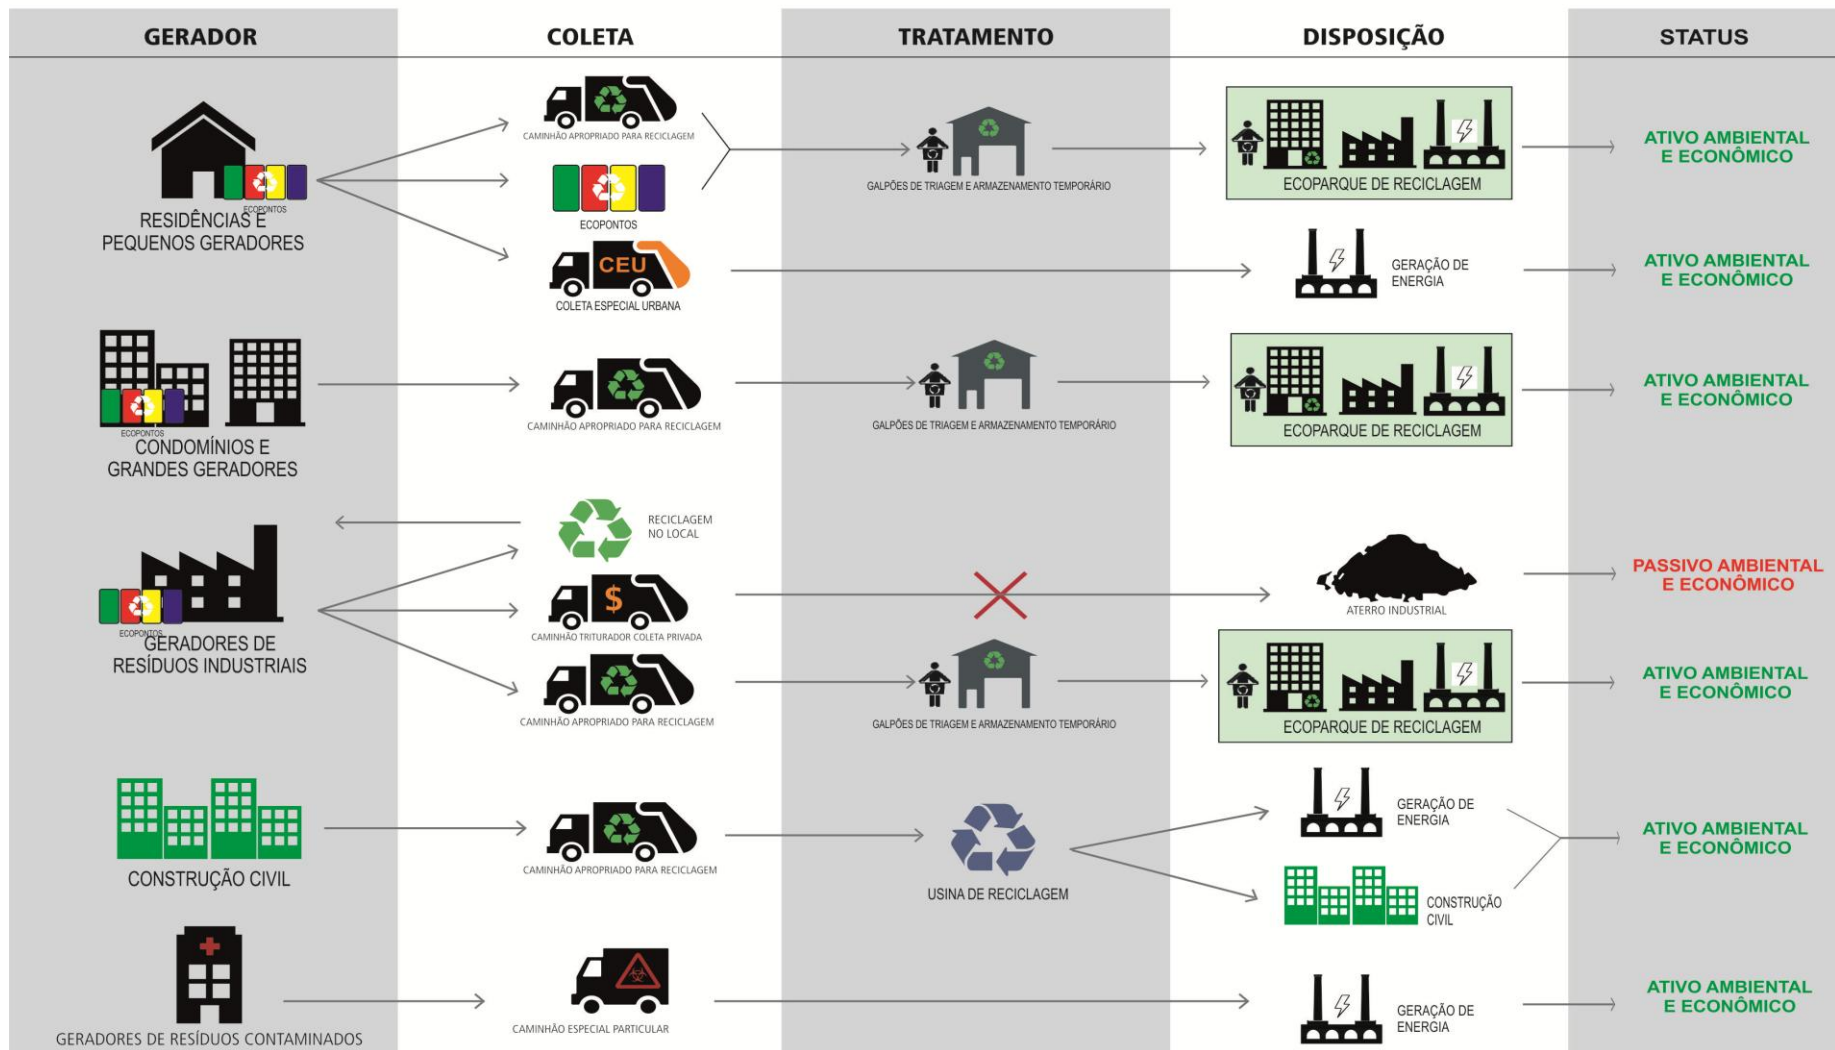 GERADOR
COLETA
TRATAMENTO
DISPOSIÇÃO
STATUS
ECOPONTOS
RESIDÊNCIAS E
PEQUENOS GERADORES
CAMINHÃO APROPRIADO PARA RECICLAGEM
ECOPONTOS
CEU
COLETA ESPECIAL URBANA
GALPÕES DE TRIAGEM E ARMAZENAMENTO TEMPORÁRIO
ECOPARQUE DE RECICLAGEM
ATIVO AMBIENTAL
E ECONÔMICO
GERAÇÃO DE
ENERGIA
ATIVO AMBIENTAL
E ECONÔMICO
ECOPONTOS
CONDOMÍNIOS E
GRANDES GERADORES
CAMINHÃO APROPRIADO PARA RECICLAGEM
GALPÕES DE TRIAGEM E ARMAZENAMENTO TEMPORÁRIO
ECOPARQUE DE RECICLAGEM
ATIVO AMBIENTAL
E ECONÔMICO
ECOPONTOS
GERADORES DE
RESÍDUOS INDUSTRIAIS
RECICLAGEM
NO LOCAL
$
CAMINHÃO TRITURADOR COLETA PRIVADA
ATERRO INDUSTRIAL
PASSIVO AMBIENTAL
E ECONÔMICO
CAMINHÃO APROPRIADO PARA RECICLAGEM
GALPÕES DE TRIAGEM E ARMAZENAMENTO TEMPORÁRIO
ECOPARQUE DE RECICLAGEM
ATIVO AMBIENTAL
E ECONÔMICO
CONSTRUÇÃO CIVIL
CAMINHÃO APROPRIADO PARA RECICLAGEM
USINA DE RECICLAGEM
GERAÇÃO DE
ENERGIA
CONSTRUÇÃO
CIVIL
ATIVO AMBIENTAL
E ECONÔMICO
GERADORES DE RESÍDUOS CONTAMINADOS
CAMINHÃO ESPECIAL PARTICULAR
GERAÇÃO DE
ENERGIA
ATIVO AMBIENTAL
E ECONÔMICO